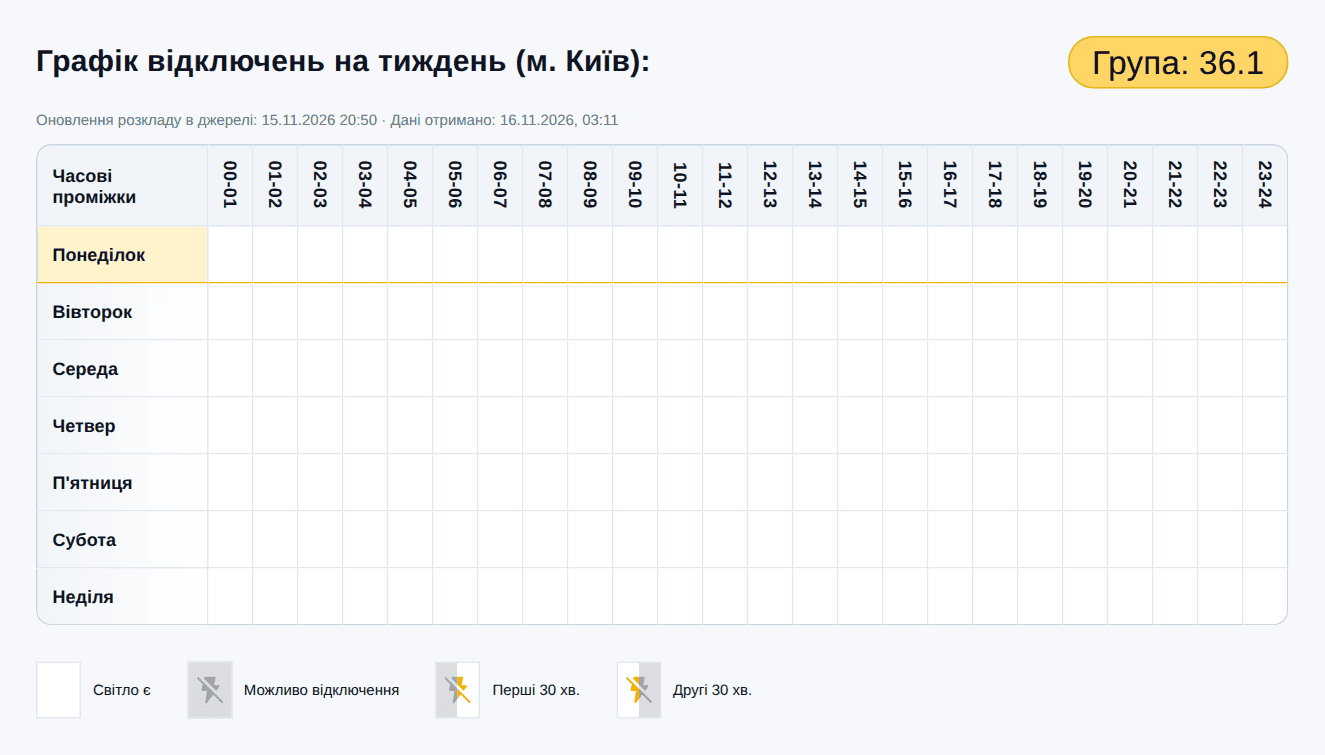 Графік відключень на тиждень (м. Київ):
Група: 36.1
Оновлення розкладу в джерелі: 15.11.2026 20:50 · Дані отримано: 16.11.2026, 03:11
Часові
проміжки
00-01 01-02 02-03 03-04 04-05 05-06 06-07 07-08 08-09 09-10 10-11 11-12 12-13 13-14 14-15 15-16 16-17 17-18 18-19 19-20 20-21 21-22 22-23 23-24
Понеділок
Вівторок
Середа
Четвер
П'ятниця
Субота
Неділя
Світло є
Можливо відключення
Перші 30 хв.
Другі 30 хв.